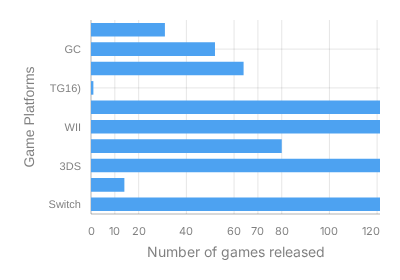 GC
TG16)
WII
3DS
Switch
Game Platforms
0 10 20 40 60 70 80 100 120
Number of games released